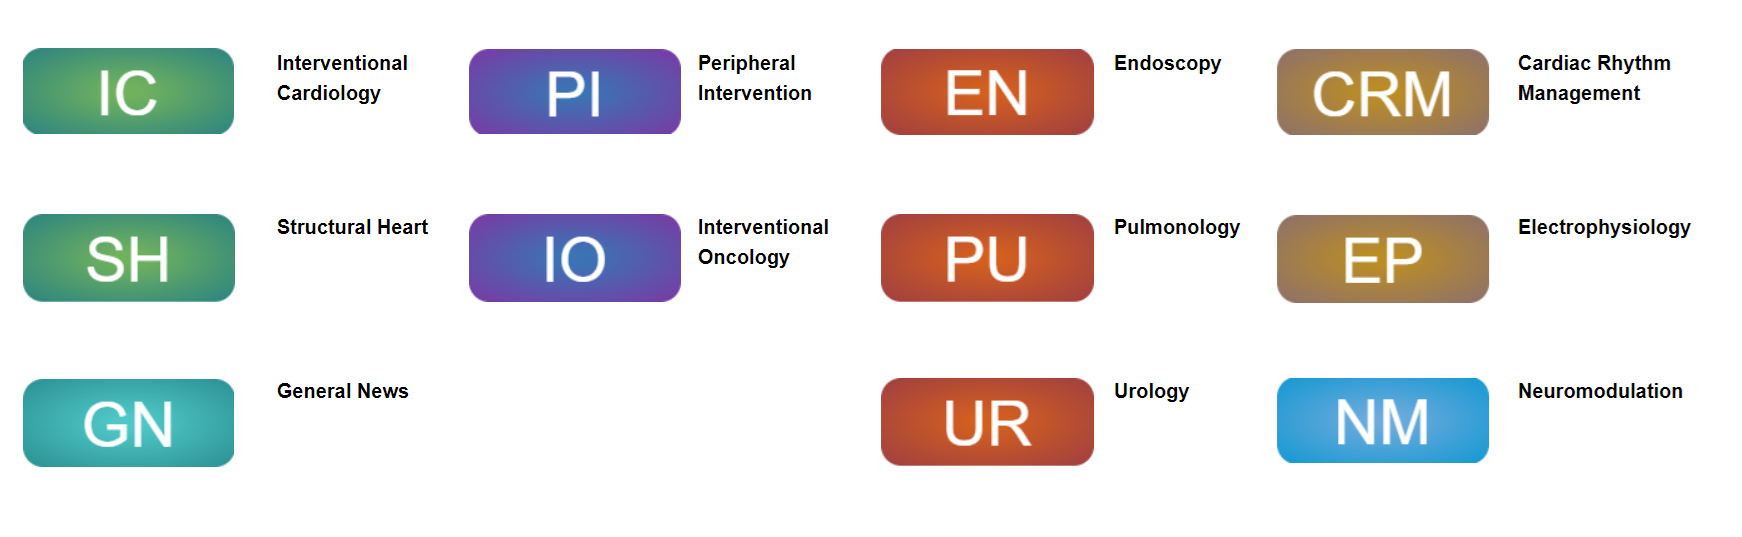 IC
Interventional
Cardiology
PI
Peripheral
Intervention
EN
Endoscopy
CRM
Cardiac Rhythm
Management
SH
Structural Heart
IO
Interventional
Oncology
PU
Pulmonology
EP
Electrophysiology
GN
General News
UR
Urology
NM
Neuromodulation